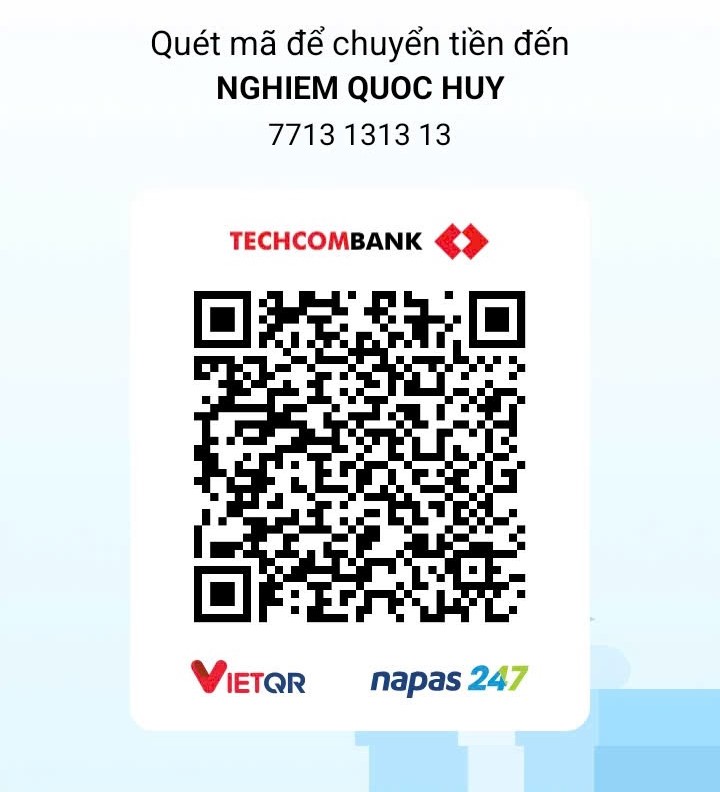 Quét mã để chuyển tiền đến
NGHIEM QUOC HUY
7713 1313 13
TECHCOMBANK
VIETQR
napas 247